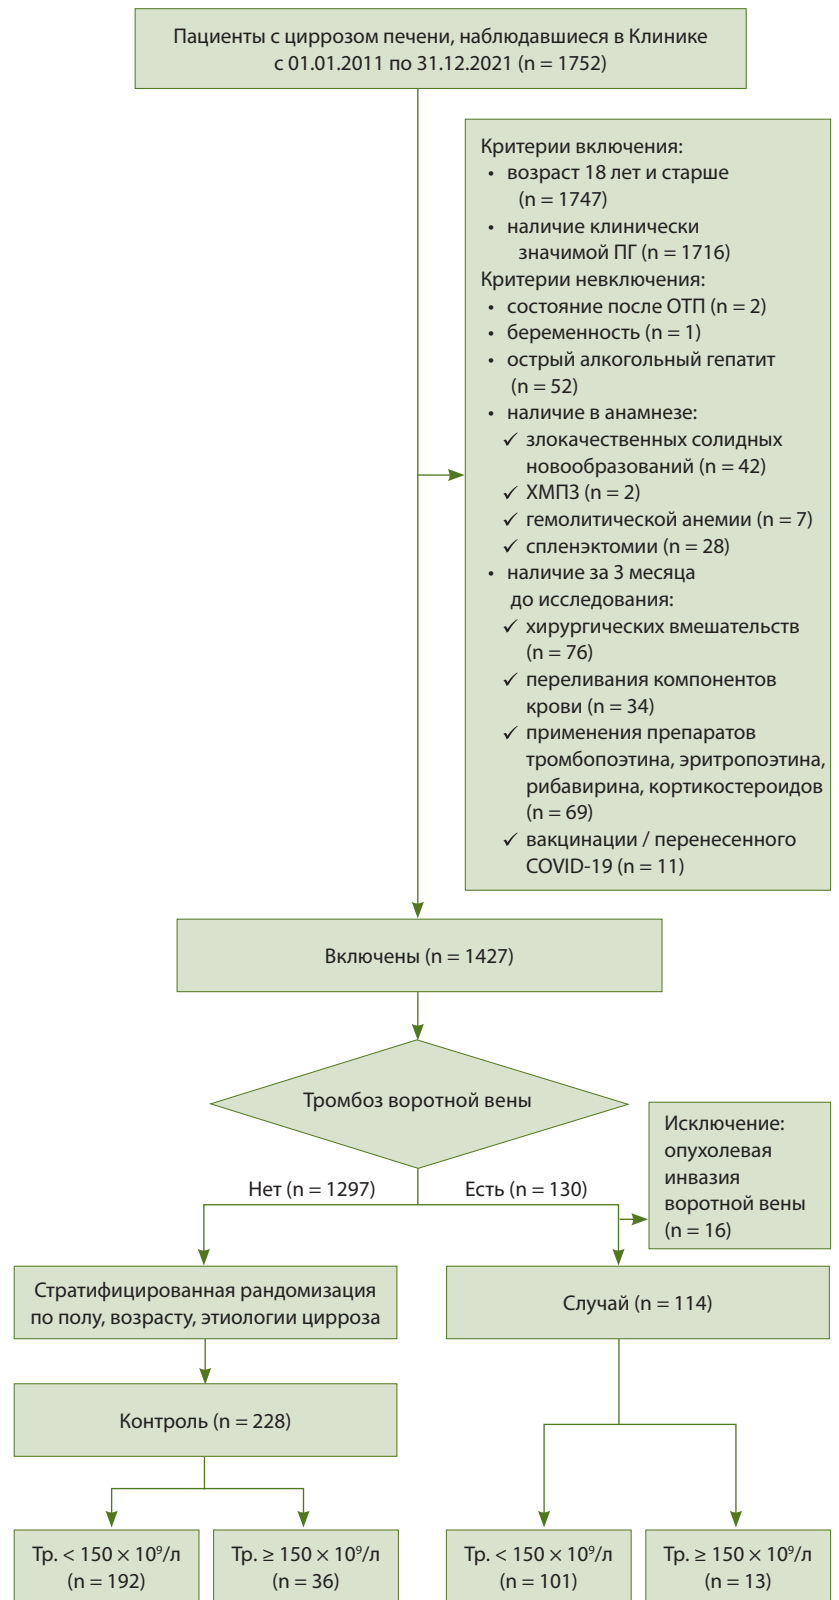 Пациенты с циррозом печени, наблюдавшиеся в Клинике
с 01.01.2011 по 31.12.2021 (n = 1752)
Критерии включения:
• возраст 18 лет и старше
(n = 1747)
• наличие клинически
значимой ПГ (n = 1716)
Критерии невключения:
• состояние после ОТП (n = 2)
• беременность (n = 1)
• острый алкогольный гепатит
(n = 52)
• наличие в анамнезе:
✓ злокачественных солидных
новообразований (n = 42)
✓ ХМПЗ (n = 2)
✓ гемолитической анемии (n = 7)
✓ спленэктомии (n = 28)
• наличие за 3 месяца
до исследования:
✓ хирургических вмешательств
(n = 76)
✓ переливания компонентов
крови (n = 34)
✓ применения препаратов
тромбопоэтина, эритропоэтина,
рибавирина, кортикостероидов
(n = 69)
✓ вакцинации / перенесенного
COVID-19 (n = 11)
Включены (n = 1427)
Тромбоз воротной вены
Исключение:
опухолевая
инвазия
воротной вены
(n = 16)
Нет (n = 1297)
Есть (n = 130)
Стратифицированная рандомизация
по полу, возрасту, этиологии цирроза
Случай (n = 114)
Контроль (n = 228)
Тр. < 150 × 10⁹/л
(n = 192)
Тр. ≥ 150 × 10⁹/л
(n = 36)
Тр. < 150 × 10⁹/л
(n = 101)
Тр. ≥ 150 × 10⁹/л
(n = 13)